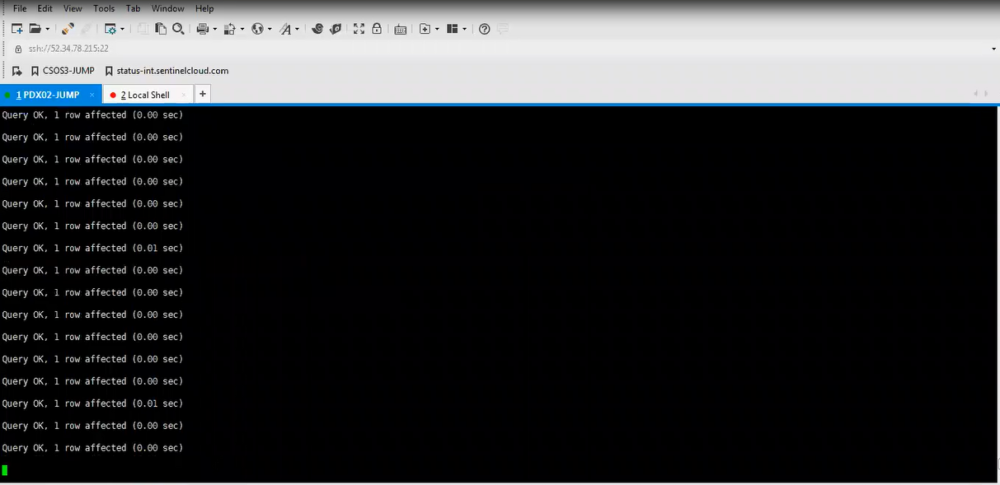 File Edit View Tools Tab Window Help
ssh://52.34.78.215:22
CSOS3-JUMP status-int.sentinelcloud.com
1 PDX02-JUMP × 2 Local Shell × +
Query OK, 1 row affected (0.00 sec)
Query OK, 1 row affected (0.00 sec)
Query OK, 1 row affected (0.00 sec)
Query OK, 1 row affected (0.00 sec)
Query OK, 1 row affected (0.00 sec)
Query OK, 1 row affected (0.00 sec)
Query OK, 1 row affected (0.01 sec)
Query OK, 1 row affected (0.00 sec)
Query OK, 1 row affected (0.00 sec)
Query OK, 1 row affected (0.00 sec)
Query OK, 1 row affected (0.00 sec)
Query OK, 1 row affected (0.00 sec)
Query OK, 1 row affected (0.00 sec)
Query OK, 1 row affected (0.01 sec)
Query OK, 1 row affected (0.00 sec)
Query OK, 1 row affected (0.00 sec)